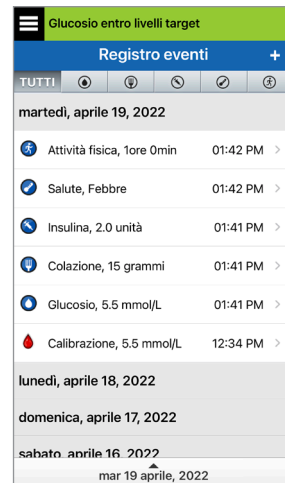 Glucosio entro livelli target
Registro eventi +
TUTTI
martedì, aprile 19, 2022
Attività fisica, 1ore 0min 01:42 PM
Salute, Febbre 01:42 PM
Insulina, 2.0 unità 01:41 PM
Colazione, 15 grammi 01:41 PM
Glucosio, 5.5 mmol/L 01:41 PM
Calibrazione, 5.5 mmol/L 12:34 PM
lunedì, aprile 18, 2022
domenica, aprile 17, 2022
sabato, aprile 16, 2022
mar 19 aprile, 2022